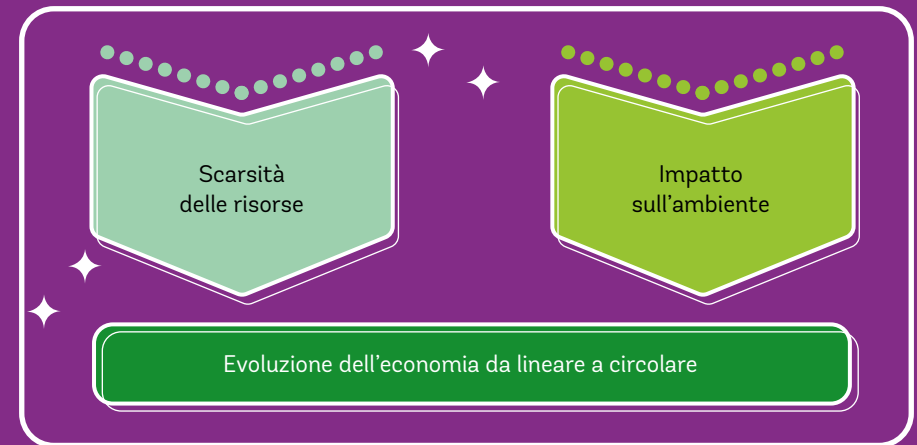 Scarsità
delle risorse
Impatto
sull’ambiente
Evoluzione dell’economia da lineare a circolare